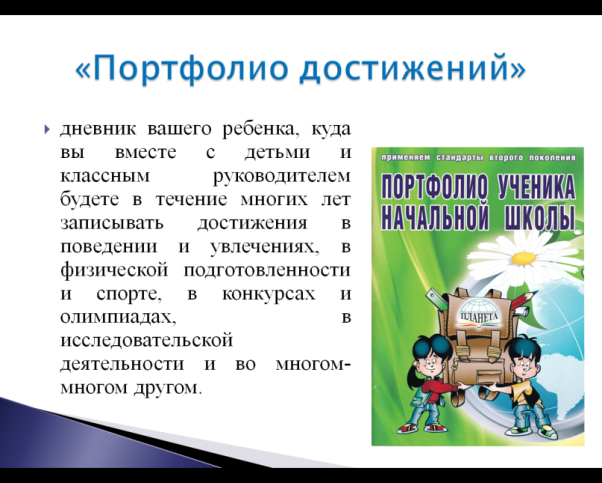 «Портфолио достижений»
дневник вашего ребенка, куда
вы вместе с детьми и
классным руководителем
будете в течение многих лет
записывать достижения в
поведении и увлечениях, в
физической подготовленности
и спорте, в конкурсах и
олимпиадах, в
исследовательской
деятельности и во многом-
многом другом.
применяем стандарты второго поколения
ПОРТФОЛИО УЧЕНИКА
НАЧАЛЬНОЙ ШКОЛЫ
ПЛАНЕТА